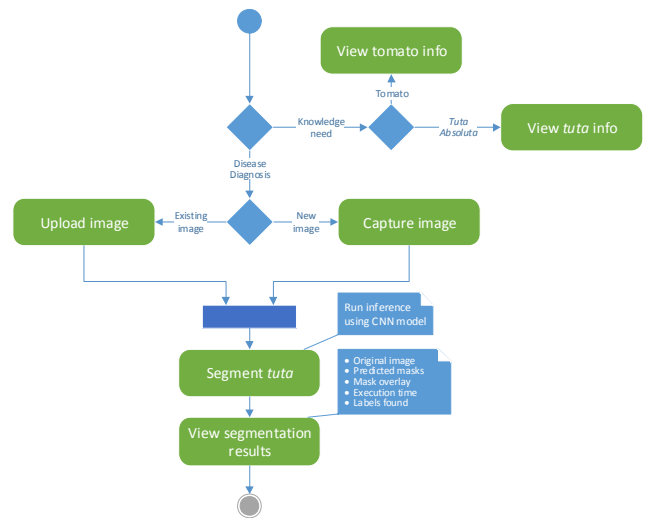 View tomato info
Tomato
Knowledge
need
Tuta
Absoluta
View tuta info
Disease
Diagnosis
Upload image
Existing
image
New
image
Capture image
Run inference
using CNN model
Segment tuta
• Original image
• Predicted masks
• Mask overlay
• Execution time
• Labels found
View segmentation
results